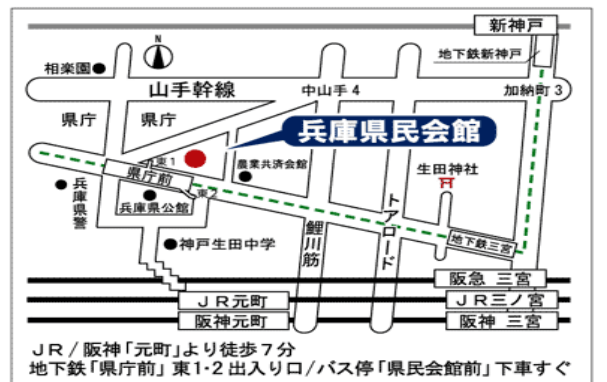 新神戸
N
地下鉄新神戸
相楽園
山手幹線
中山手4
加納町3
県庁
県庁
兵庫県民会館
東1
農業共済会館
生田神社
県庁前
東2
兵庫県警
兵庫県公館
トアロード
鯉川筋
神戸生田中学
地下鉄三宮
阪急 三宮
JR元町
JR三ノ宮
阪神元町
阪神 三宮
JR/阪神「元町」より徒歩7分
地下鉄「県庁前」東1・2出入り口/バス停「県民会館前」下車すぐ